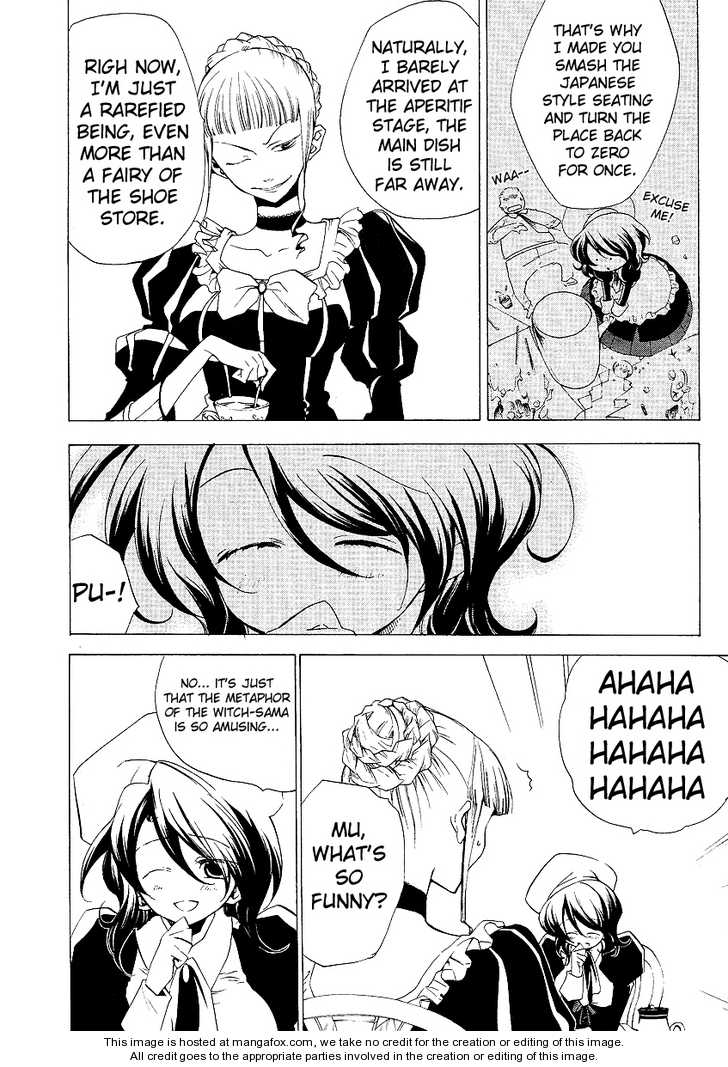 THAT'S WHY
I MADE YOU
SMASH THE
JAPANESE
STYLE SEATING
AND TURN THE
PLACE BACK
TO ZERO
FOR ONCE.
WAA--
EXCUSE
ME!
NATURALLY,
I BARELY
ARRIVED AT
THE APERITIF
STAGE, THE
MAIN DISH
IS STILL
FAR AWAY.
RIGH NOW,
I'M JUST
A RAREFIED
BEING, EVEN
MORE THAN
A FAIRY OF
THE SHOE
STORE.
PU-!
AHAHA
HAHAHA
HAHAHA
HAHAHA
MU,
WHAT'S
SO
FUNNY?
NO... IT'S JUST
THAT THE METAPHOR
OF THE WITCH-SAMA
IS SO AMUSING...
This image is hosted at mangafox.com, we take no credit for the creation or editing of this image.
All credit goes to the appropriate parties involved in the creation or editing of this image.